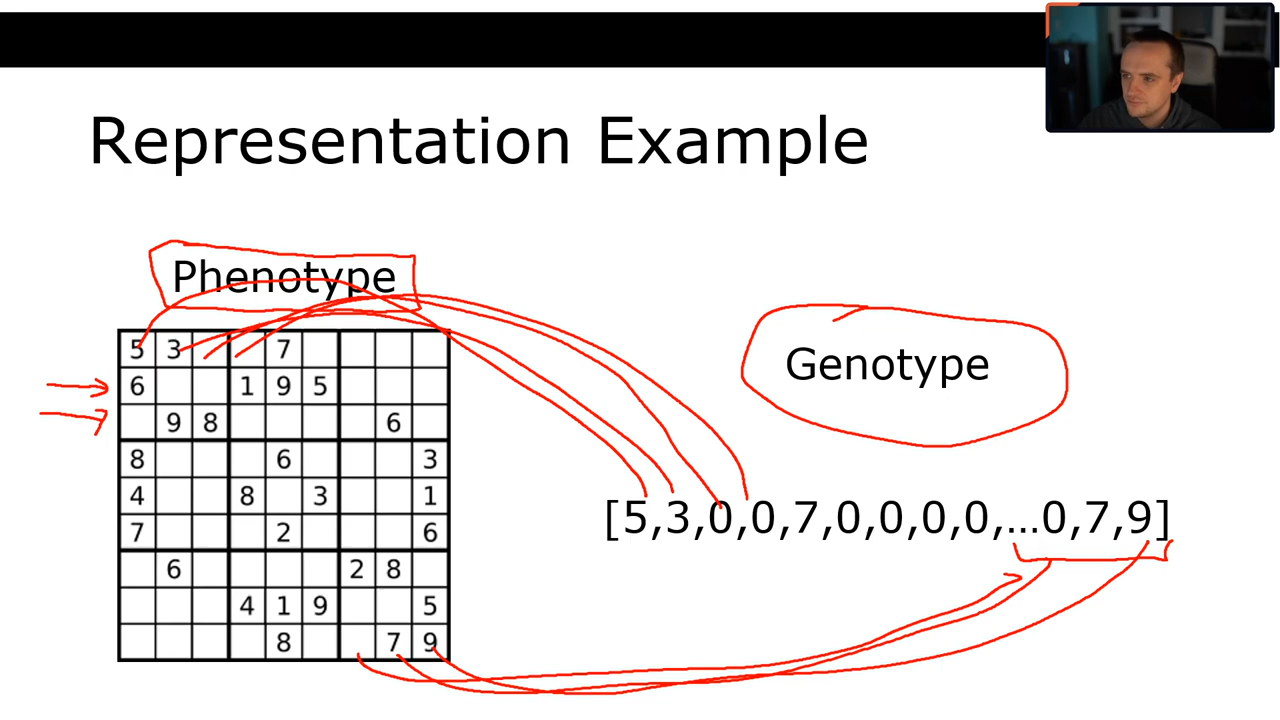 Representation Example
Phenotype
Genotype
5 3 7
6 1 9 5
9 8 6
8 6 3
4 8 3 1
7 2 6
6 2 8
4 1 9 5
8 7 9
[5,3,0,0,7,0,0,0,0,...0,7,9]